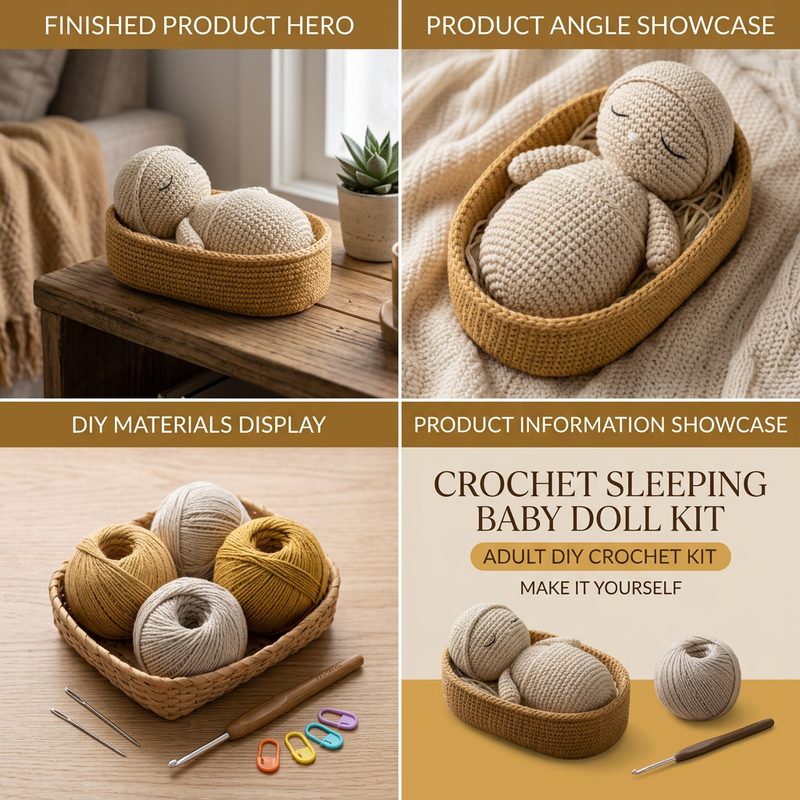 FINISHED PRODUCT HERO
PRODUCT ANGLE SHOWCASE
DIY MATERIALS DISPLAY
PRODUCT INFORMATION SHOWCASE
CROCHET SLEEPING
BABY DOLL KIT
ADULT DIY CROCHET KIT
MAKE IT YOURSELF